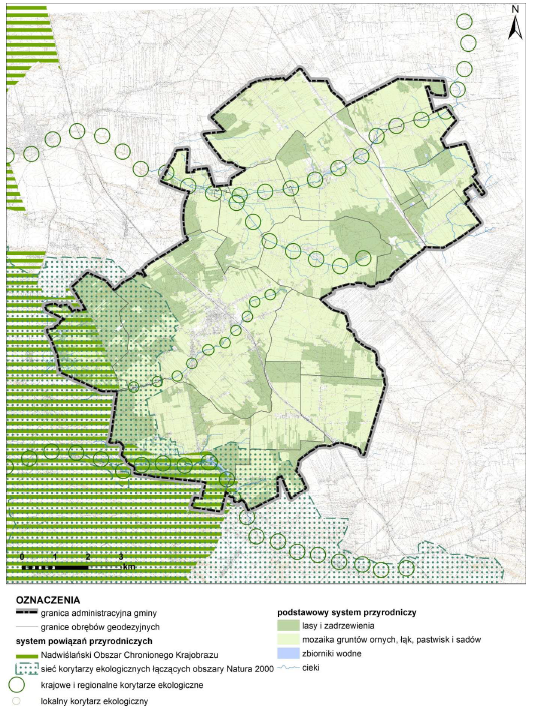 N
0 1 2 3
km
OZNACZENIA
granica administracyjna gminy
granice obrębów geodezyjnych
system powiązań przyrodniczych
Nadwiślański Obszar Chronionego Krajobrazu
sieć korytarzy ekologicznych łączących obszary Natura 2000
krajowe i regionalne korytarze ekologiczne
lokalny korytarz ekologiczny
podstawowy system przyrodniczy
lasy i zadrzewienia
mozaika gruntów ornych, łąk, pastwisk i sadów
zbiorniki wodne
cieki